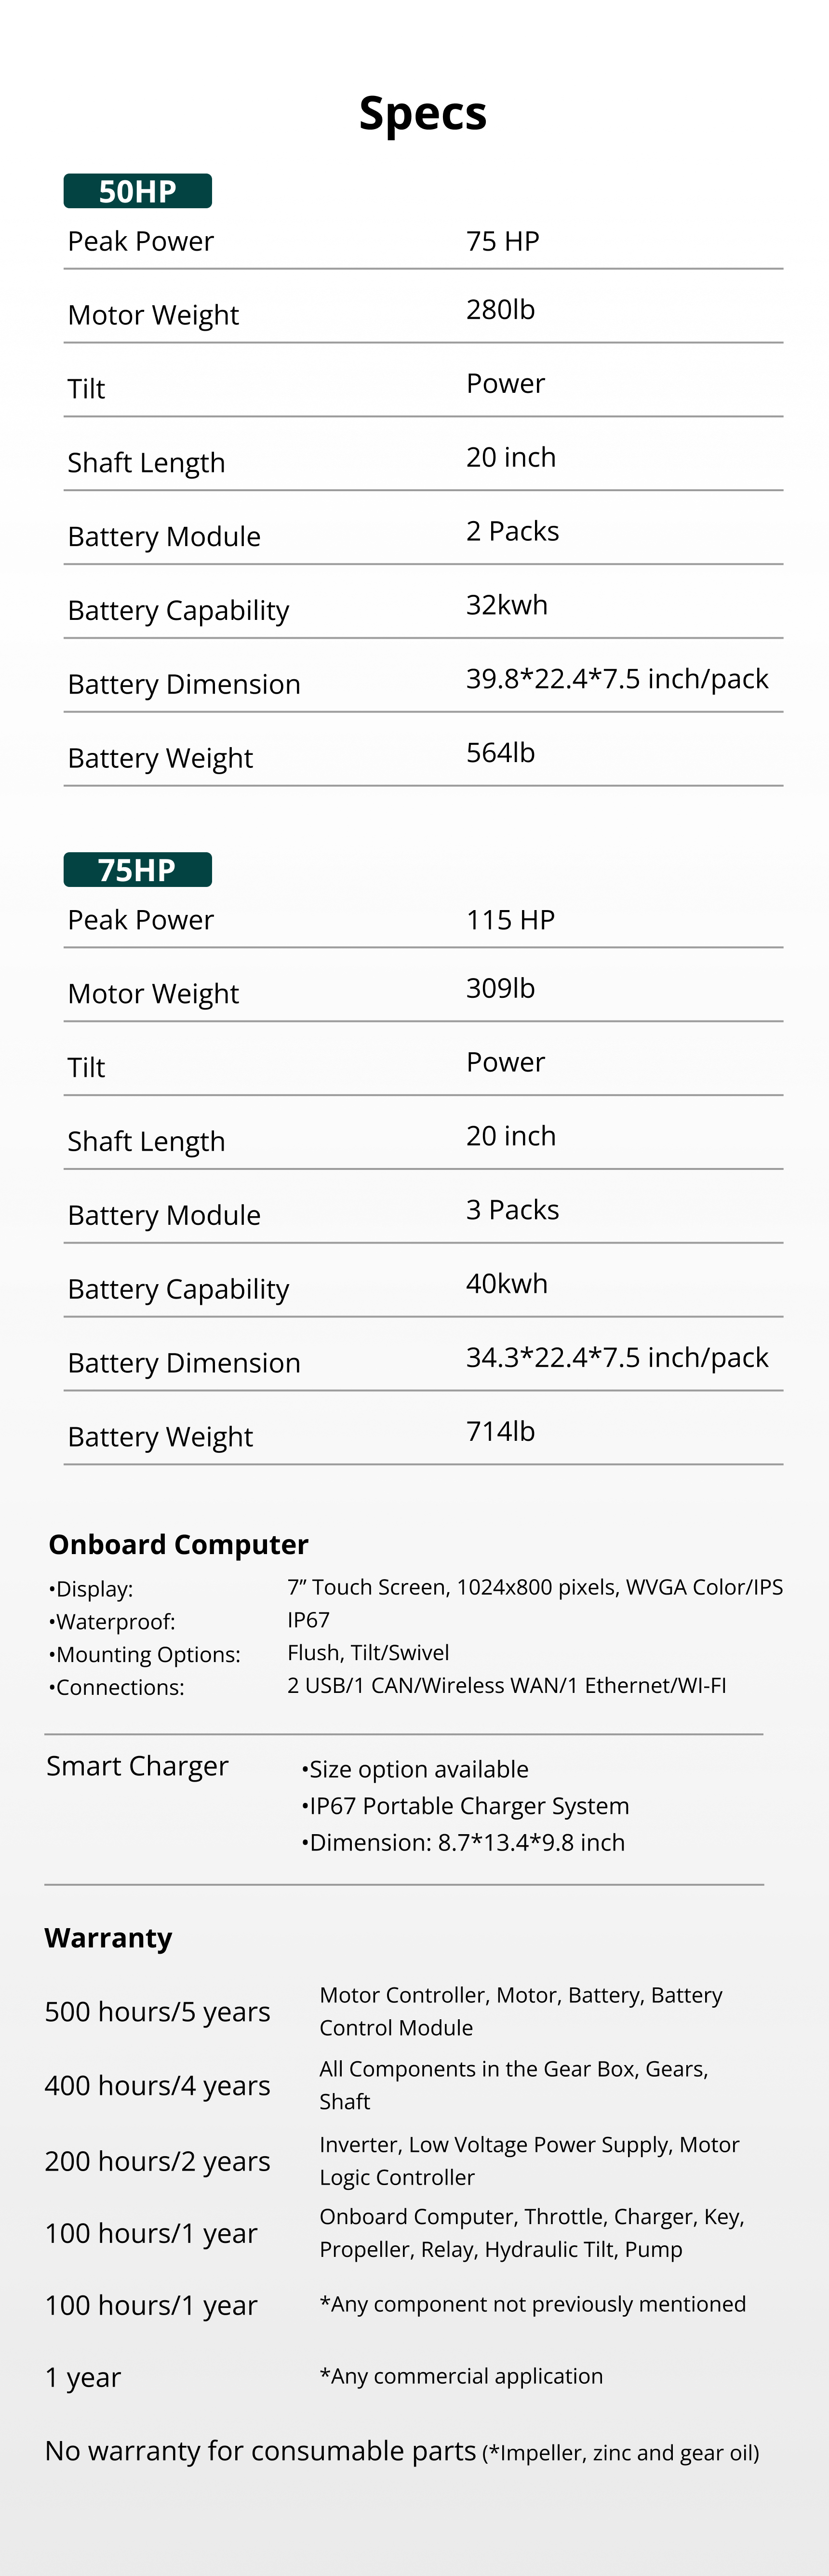 Specs
50HP
Peak Power 75 HP
Motor Weight 280lb
Tilt Power
Shaft Length 20 inch
Battery Module 2 Packs
Battery Capability 32kwh
Battery Dimension 39.8*22.4*7.5 inch/pack
Battery Weight 564lb
75HP
Peak Power 115 HP
Motor Weight 309lb
Tilt Power
Shaft Length 20 inch
Battery Module 3 Packs
Battery Capability 40kwh
Battery Dimension 34.3*22.4*7.5 inch/pack
Battery Weight 714lb
Onboard Computer
•Display: 7” Touch Screen, 1024x800 pixels, WVGA Color/IPS
•Waterproof: IP67
•Mounting Options: Flush, Tilt/Swivel
•Connections: 2 USB/1 CAN/Wireless WAN/1 Ethernet/WI-FI
Smart Charger •Size option available
•IP67 Portable Charger System
•Dimension: 8.7*13.4*9.8 inch
Warranty
500 hours/5 years Motor Controller, Motor, Battery, Battery
Control Module
400 hours/4 years All Components in the Gear Box, Gears,
Shaft
200 hours/2 years Inverter, Low Voltage Power Supply, Motor
Logic Controller
100 hours/1 year Onboard Computer, Throttle, Charger, Key,
Propeller, Relay, Hydraulic Tilt, Pump
100 hours/1 year *Any component not previously mentioned
1 year *Any commercial application
No warranty for consumable parts (*Impeller, zinc and gear oil)